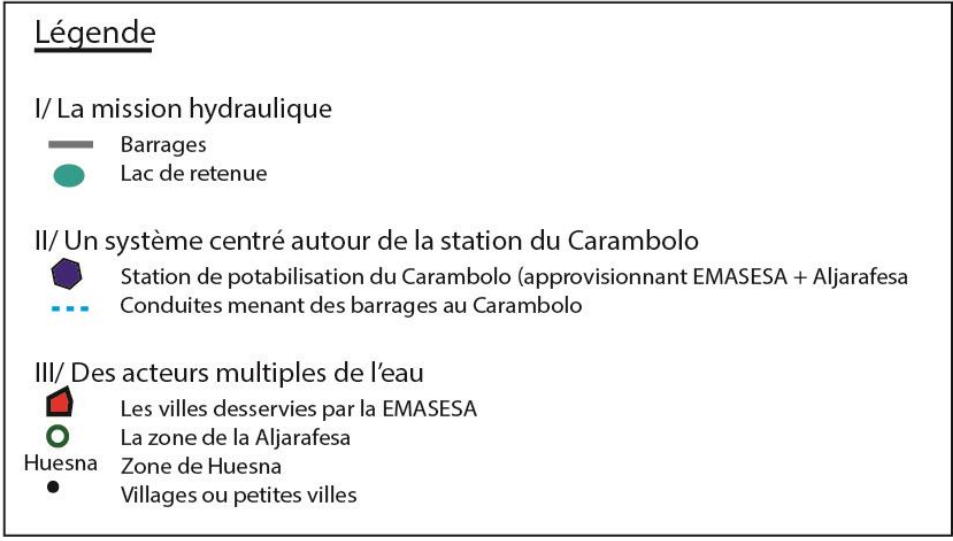 Légende
I/ La mission hydraulique
Barrages
Lac de retenue
II/ Un système centré autour de la station du Carambolo
Station de potabilisation du Carambolo (approvisionnant EMASESA + Aljarafesa
Conduites menant des barrages au Carambolo
III/ Des acteurs multiples de l'eau
Les villes desservies par la EMASESA
La zone de la Aljarafesa
Huesna Zone de Huesna
Villages ou petites villes